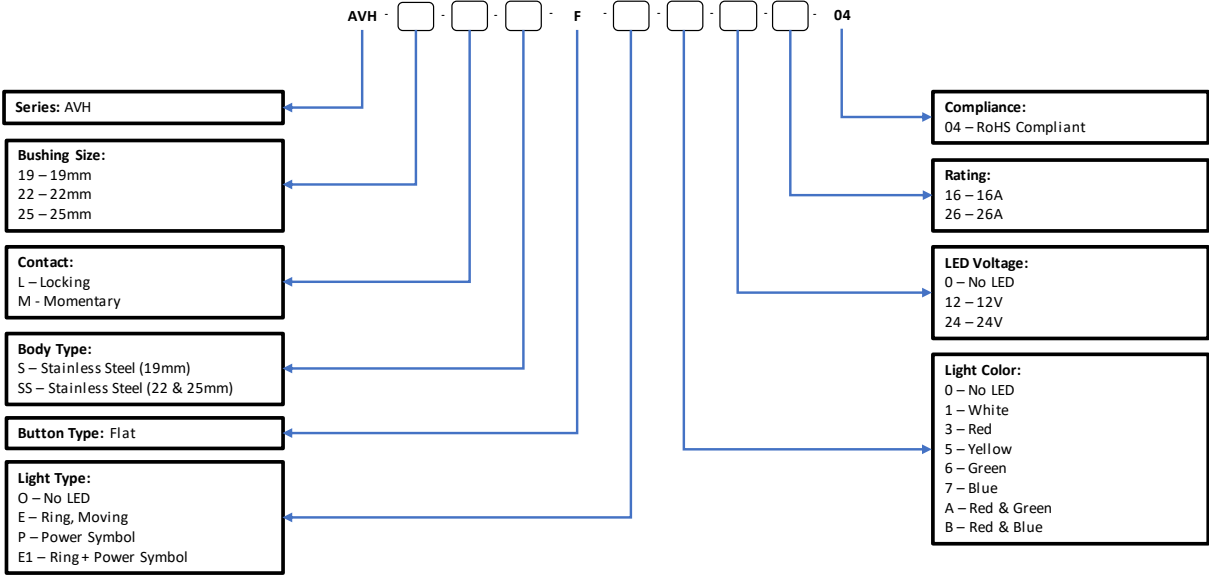 AVH - - - - F - - - - - 04
Series: AVH
Bushing Size:
19 – 19mm
22 – 22mm
25 – 25mm
Contact:
L – Locking
M - Momentary
Body Type:
S – Stainless Steel (19mm)
SS – Stainless Steel (22 & 25mm)
Button Type: Flat
Light Type:
O – No LED
E – Ring, Moving
P – Power Symbol
E1 – Ring + Power Symbol
Compliance:
04 – RoHS Compliant
Rating:
16 – 16A
26 – 26A
LED Voltage:
0 – No LED
12 – 12V
24 – 24V
Light Color:
0 – No LED
1 – White
3 – Red
5 – Yellow
6 – Green
7 – Blue
A – Red & Green
B – Red & Blue